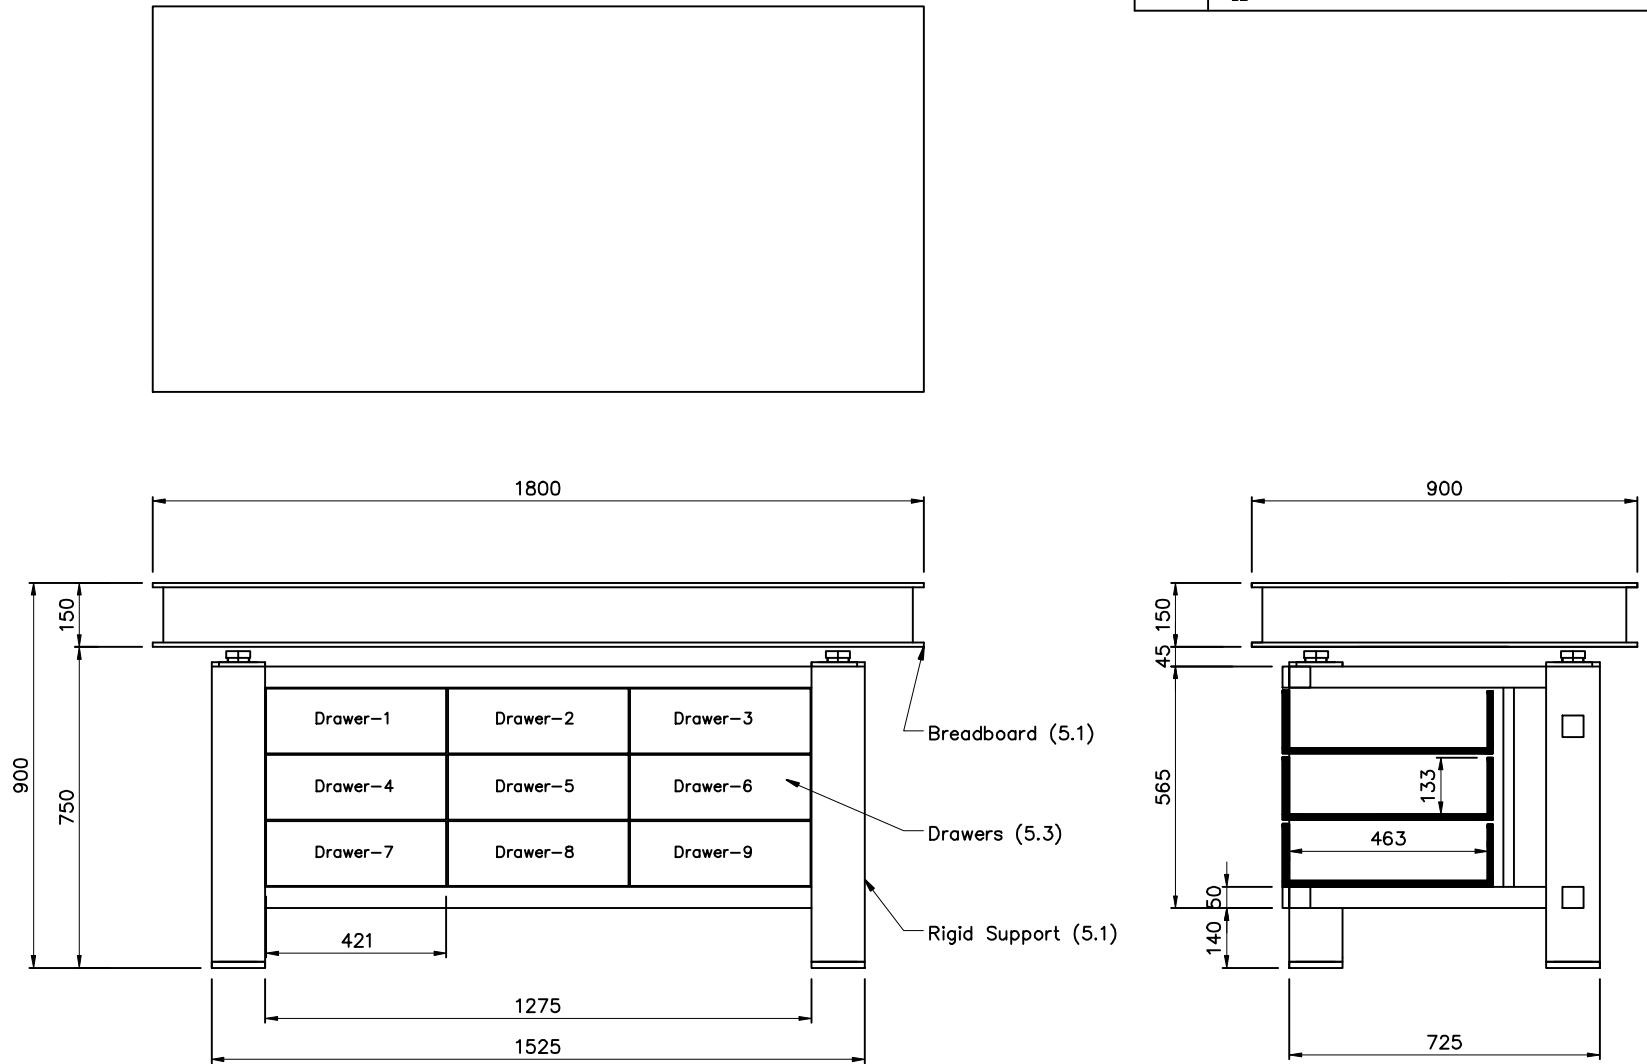 1800
900
150
750
900
Drawer-1 Drawer-2 Drawer-3
Drawer-4 Drawer-5 Drawer-6
Drawer-7 Drawer-8 Drawer-9
Breadboard (5.1)
Drawers (5.3)
Rigid Support (5.1)
421
1275
1525
150
45
565
133
463
50
140
725